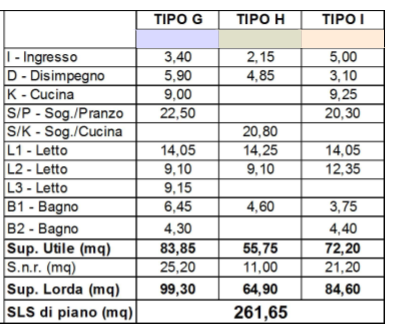 TIPO G TIPO H TIPO I
I - Ingresso 3,40 2,15 5,00
D - Disimpegno 5,90 4,85 3,10
K - Cucina 9,00 9,25
S/P - Sog./Pranzo 22,50 20,30
S/K - Sog./Cucina 20,80
L1 - Letto 14,05 14,25 14,05
L2 - Letto 9,10 9,10 12,35
L3 - Letto 9,15
B1 - Bagno 6,45 4,60 3,75
B2 - Bagno 4,30 4,40
Sup. Utile (mq) 83,85 55,75 72,20
S.n.r. (mq) 25,20 11,00 21,20
Sup. Lorda (mq) 99,30 64,90 84,60
SLS di piano (mq) 261,65